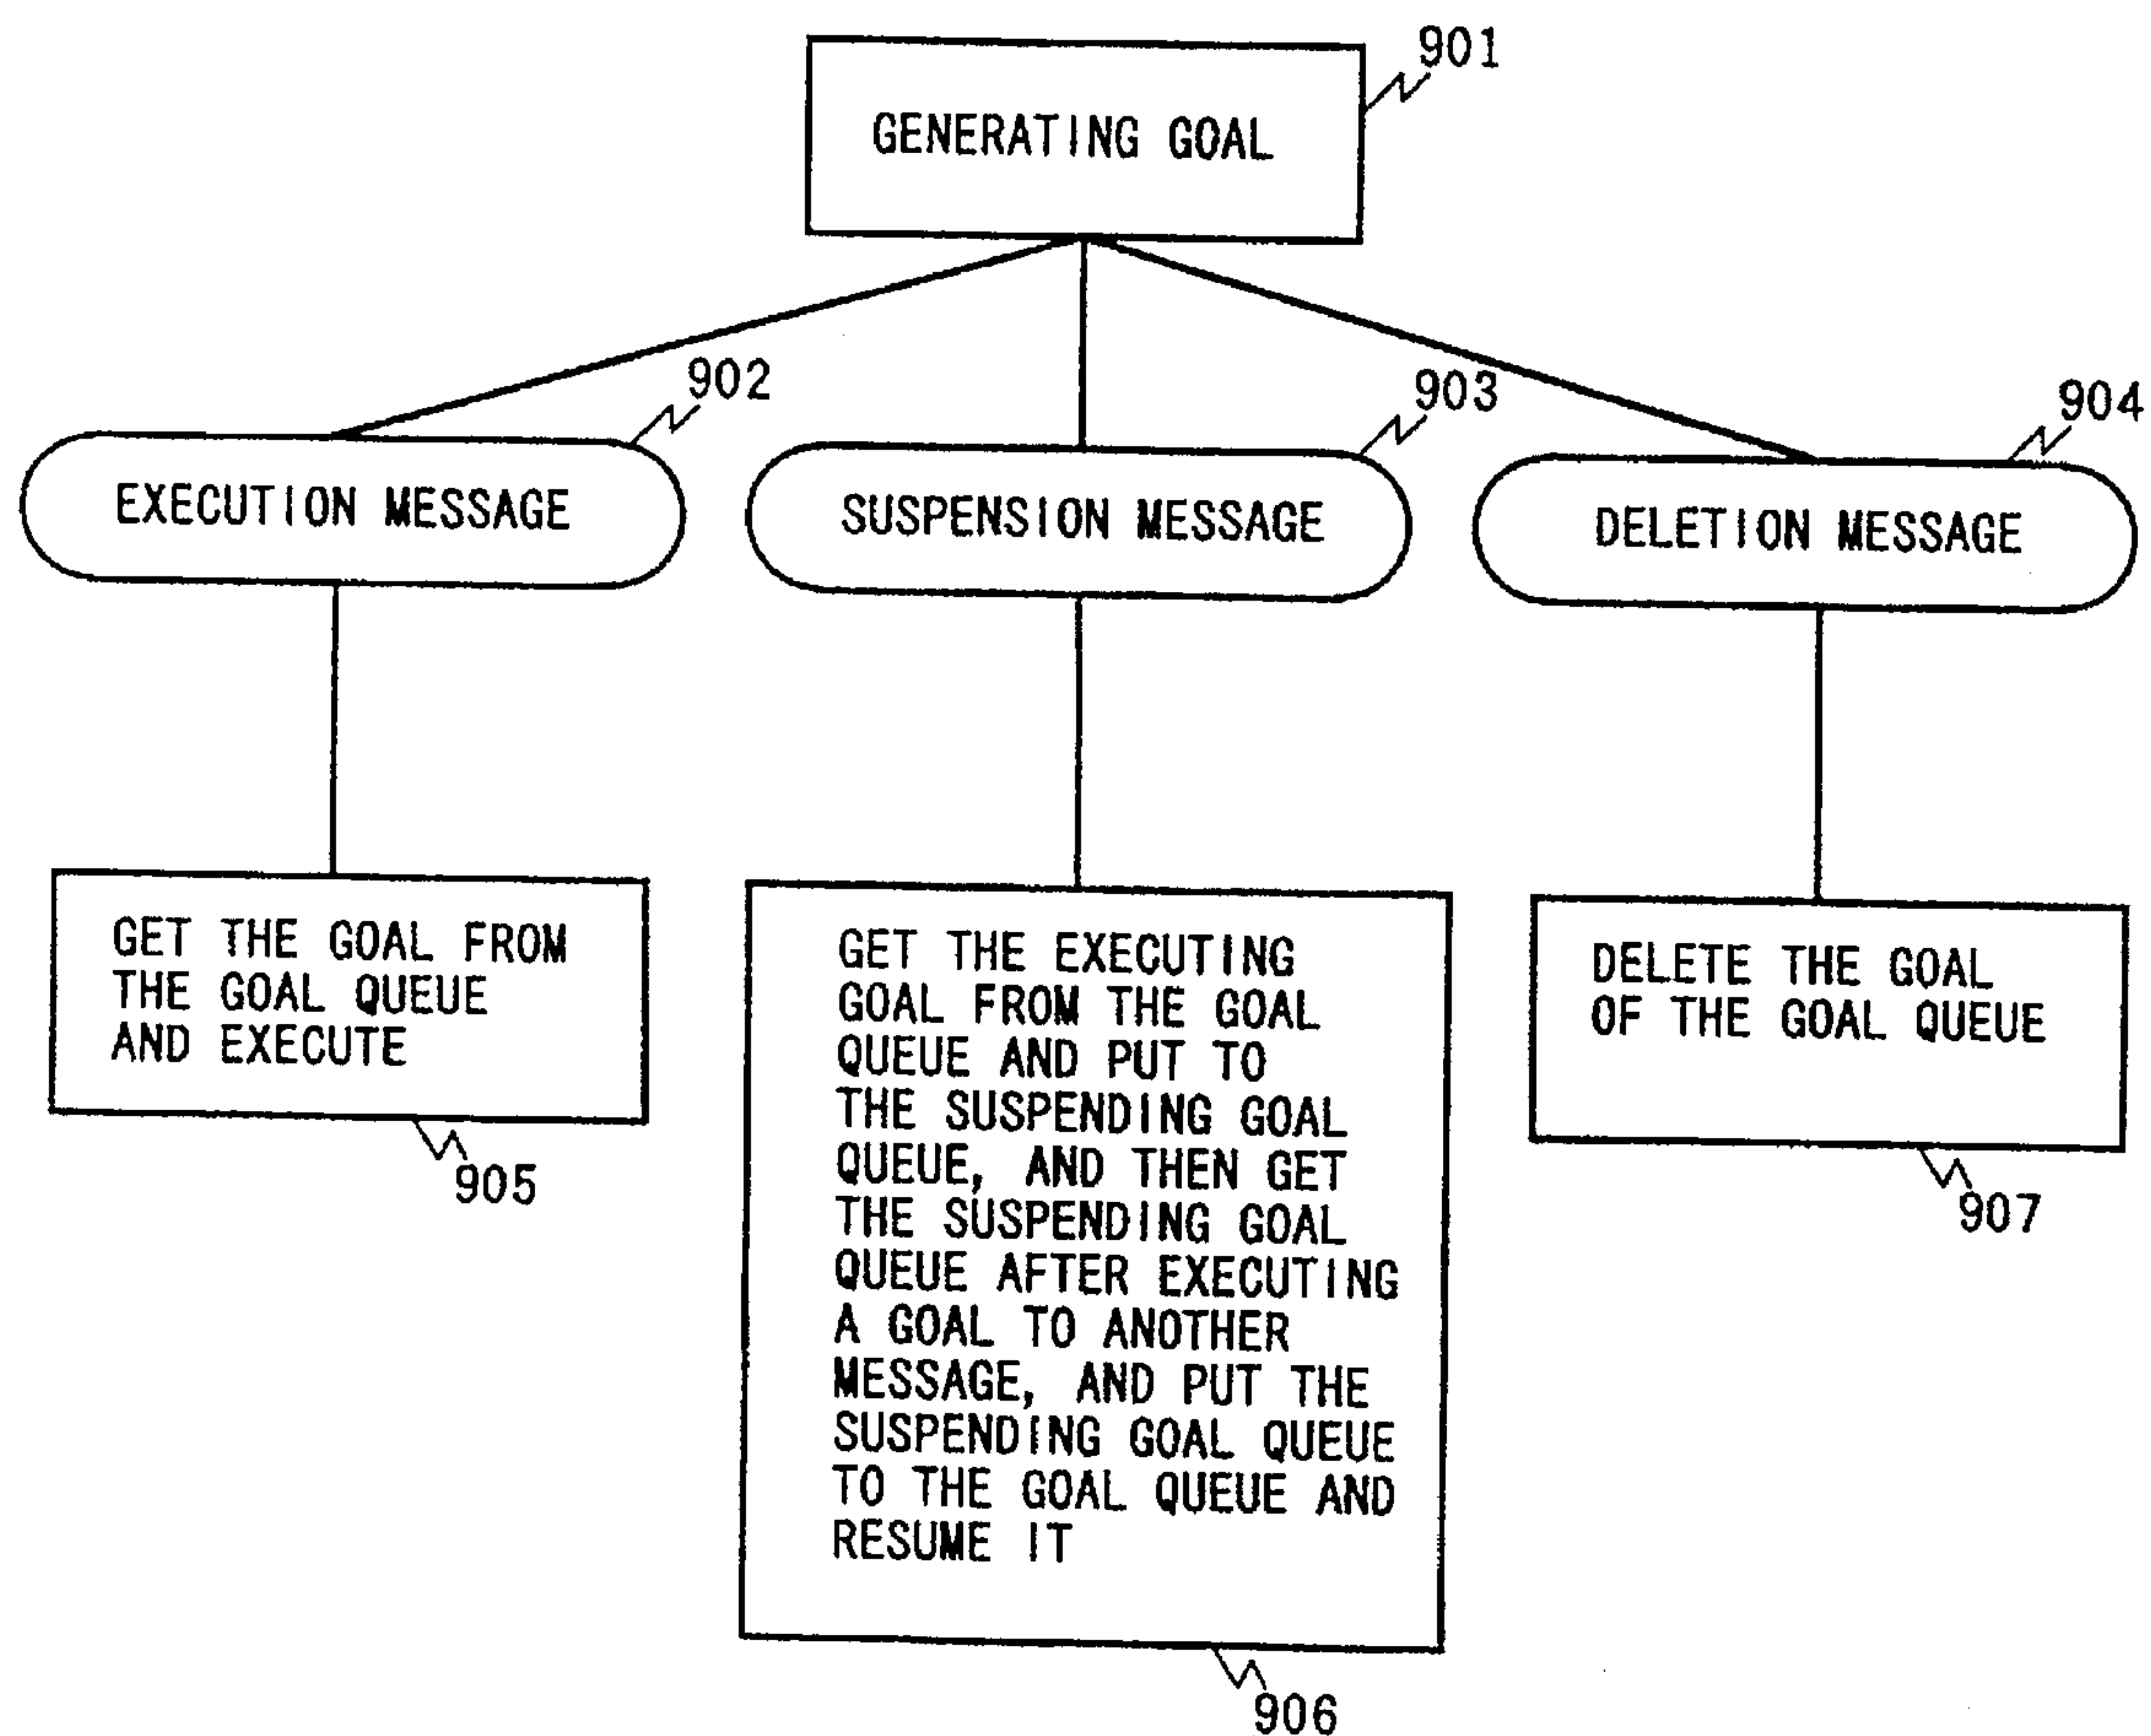 901
GENERATING GOAL
902
903
904
EXECUTION MESSAGE
SUSPENSION MESSAGE
DELETION MESSAGE
GET THE GOAL FROM
THE GOAL QUEUE
AND EXECUTE
905
GET THE EXECUTING
GOAL FROM THE GOAL
QUEUE AND PUT TO
THE SUSPENDING GOAL
QUEUE, AND THEN GET
THE SUSPENDING GOAL
QUEUE AFTER EXECUTING
A GOAL TO ANOTHER
MESSAGE, AND PUT THE
SUSPENDING GOAL QUEUE
TO THE GOAL QUEUE AND
RESUME IT
906
DELETE THE GOAL
OF THE GOAL QUEUE
907